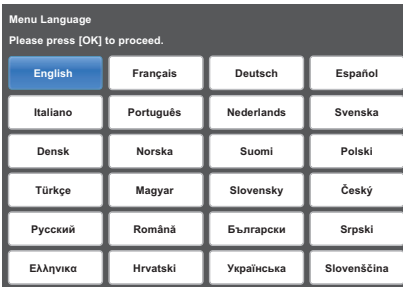 Menu Language
Please press [OK] to proceed.
English Français Deutsch Español
Italiano Português Nederlands Svenska
Densk Norska Suomi Polski
Türkçe Magyar Slovensky Český
Русский Română Български Srpski
Ελληνικα Hrvatski Українська Slovenščina